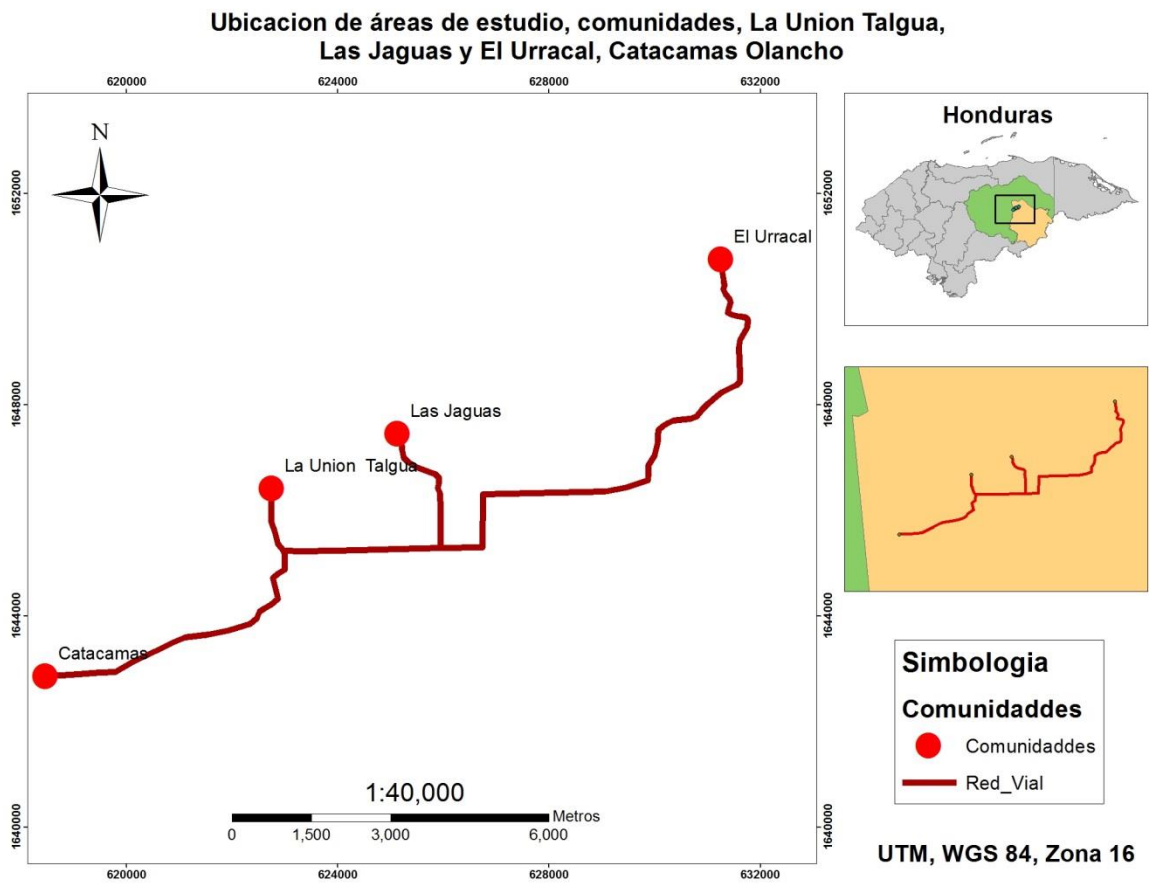 Ubicacion de áreas de estudio, comunidades, La Union Talgua,
Las Jaguas y El Urracal, Catacamas Olancho
620000 624000 628000 632000
N
1652000
1648000
1644000
1640000
El Urracal
Las Jaguas
La Union Talgua
Catacamas
1:40,000
Metros
0 1,500 3,000 6,000
1652000
1648000
1644000
1640000
620000 624000 628000 632000
Honduras
Simbologia
Comunidaddes
Comunidaddes
Red_Vial
UTM, WGS 84, Zona 16